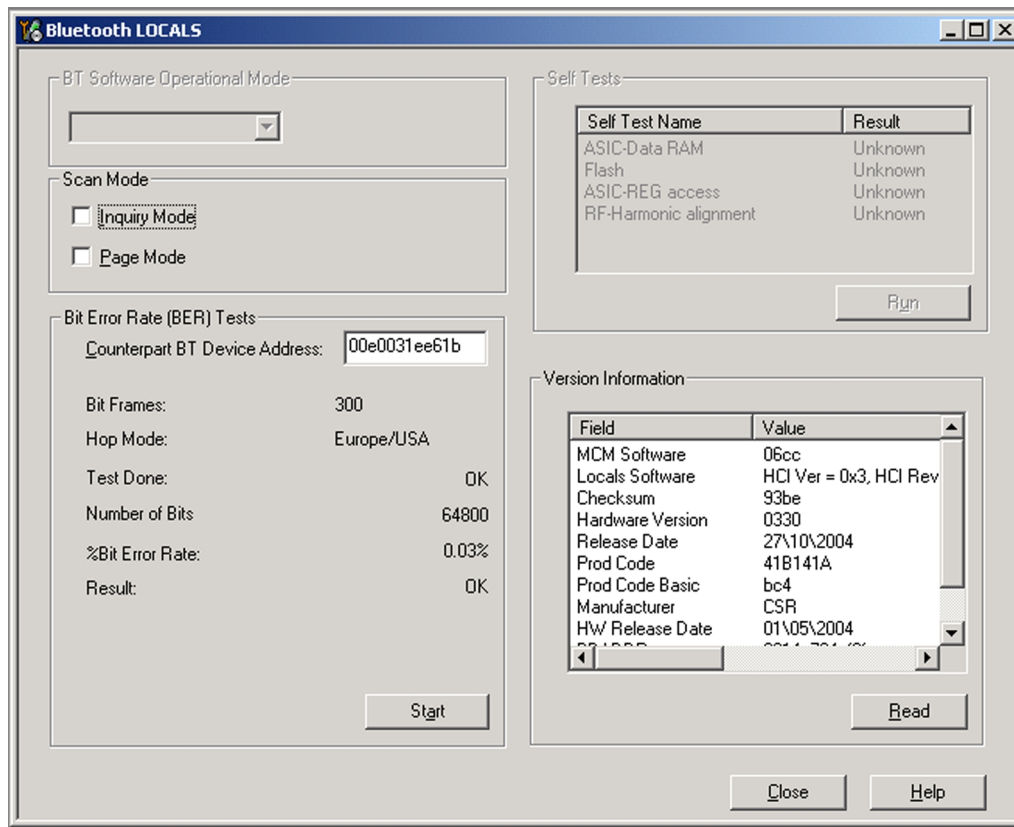 Bluetooth LOCALS
BT Software Operational Mode
Scan Mode
Inquiry Mode
Page Mode
Bit Error Rate (BER) Tests
Counterpart BT Device Address: 00e0031ee61b
Bit Frames: 300
Hop Mode: Europe/USA
Test Done: OK
Number of Bits 64800
%Bit Error Rate: 0.03%
Result: OK
Start
Self Tests
Self Test Name Result
ASIC-Data RAM Unknown
Flash Unknown
ASIC-REG access Unknown
RF-Harmonic alignment Unknown
Run
Version Information
Field Value
MCM Software 06cc
Locals Software HCI Ver = 0x3, HCI Rev
Checksum 93be
Hardware Version 0330
Release Date 27\10\2004
Prod Code 41B141A
Prod Code Basic bc4
Manufacturer CSR
HW Release Date 01\05\2004
Read
Close Help